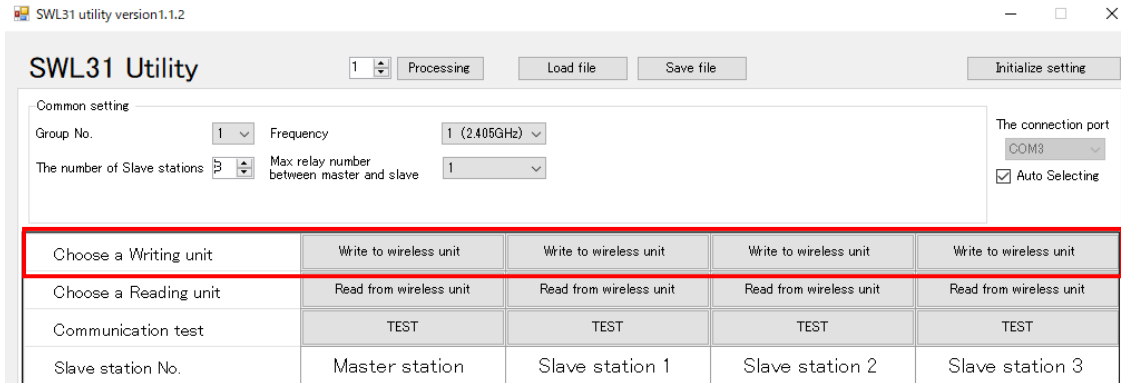 SWL31 utility version1.1.2
SWL31 Utility 1 Processing Load file Save file Initialize setting
Common setting
Group No. 1 Frequency 1 (2.405GHz)
The number of Slave stations 3 Max relay number between master and slave 1
The connection port
COM3
Auto Selecting
Choose a Writing unit Write to wireless unit Write to wireless unit Write to wireless unit Write to wireless unit
Choose a Reading unit Read from wireless unit Read from wireless unit Read from wireless unit Read from wireless unit
Communication test TEST TEST TEST TEST
Slave station No. Master station Slave station 1 Slave station 2 Slave station 3